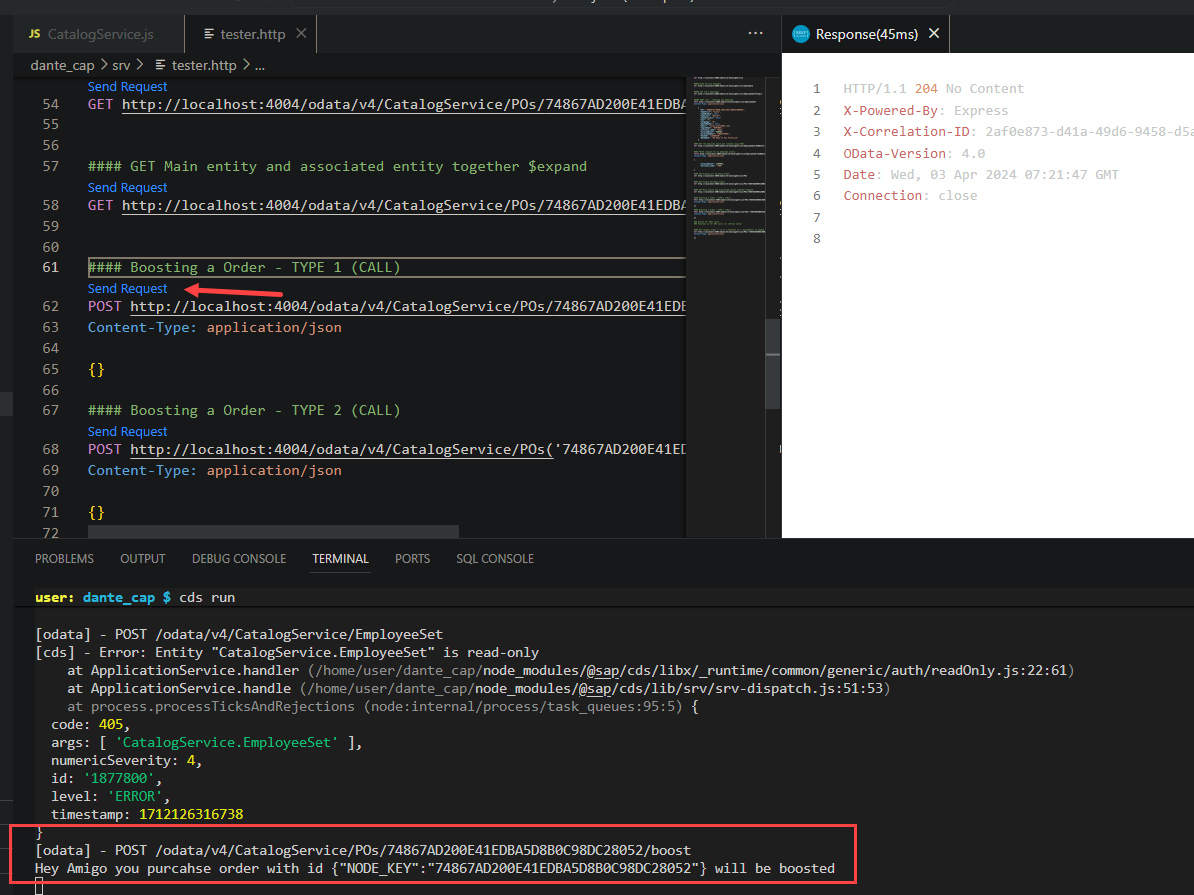 JS CatalogService.js
tester.http
...
Response(45ms)
dante_cap > srv > tester.http > ...
Send Request
54 GET http://localhost:4004/odata/v4/CatalogService/POs/74867AD200E41EDBA
55
56
57 #### GET Main entity and associated entity together $expand
Send Request
58 GET http://localhost:4004/odata/v4/CatalogService/POs/74867AD200E41EDBA
59
60
61 #### Boosting a Order - TYPE 1 (CALL)
Send Request
62 POST http://localhost:4004/odata/v4/CatalogService/POs/74867AD200E41EDE
63 Content-Type: application/json
64
65 {}
66
67 #### Boosting a Order - TYPE 2 (CALL)
Send Request
68 POST http://localhost:4004/odata/v4/CatalogService/POs('74867AD200E41ED
69 Content-Type: application/json
70
71 {}
72
1 HTTP/1.1 204 No Content
2 X-Powered-By: Express
3 X-Correlation-ID: 2af0e873-d41a-49d6-9458-d5a
4 OData-Version: 4.0
5 Date: Wed, 03 Apr 2024 07:21:47 GMT
6 Connection: close
7
8
PROBLEMS OUTPUT DEBUG CONSOLE TERMINAL PORTS SQL CONSOLE
user: dante_cap $ cds run
[odata] - POST /odata/v4/CatalogService/EmployeeSet
[cds] - Error: Entity "CatalogService.EmployeeSet" is read-only
at ApplicationService.handler (/home/user/dante_cap/node_modules/@sap/cds/libx/_runtime/common/generic/auth/readOnly.js:22:61)
at ApplicationService.handle (/home/user/dante_cap/node_modules/@sap/cds/lib/srv/srv-dispatch.js:51:53)
at process.processTicksAndRejections (node:internal/process/task_queues:95:5) {
code: 405,
args: [ 'CatalogService.EmployeeSet' ],
numericSeverity: 4,
id: '1877800',
level: 'ERROR',
timestamp: 1712126316738
}
[odata] - POST /odata/v4/CatalogService/POs/74867AD200E41EDBA5D8B0C98DC28052/boost
Hey Amigo you purcahse order with id {"NODE_KEY":"74867AD200E41EDBA5D8B0C98DC28052"} will be boosted